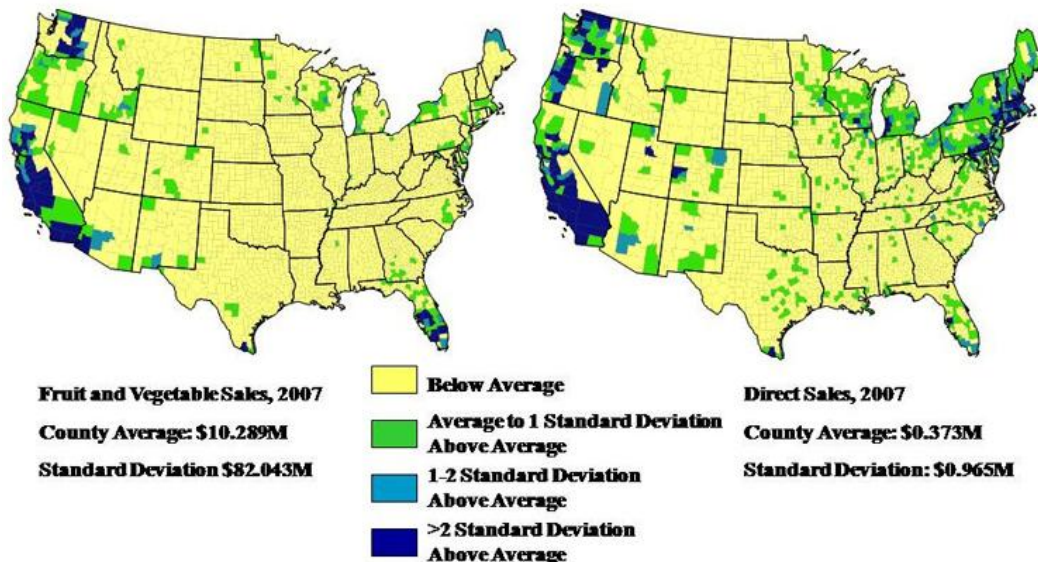 Fruit and Vegetable Sales, 2007
County Average: $10.289M
Standard Deviation $82.043M
Below Average
Average to 1 Standard Deviation
Above Average
1-2 Standard Deviation
Above Average
>2 Standard Deviation
Above Average
Direct Sales, 2007
County Average: $0.373M
Standard Deviation: $0.965M